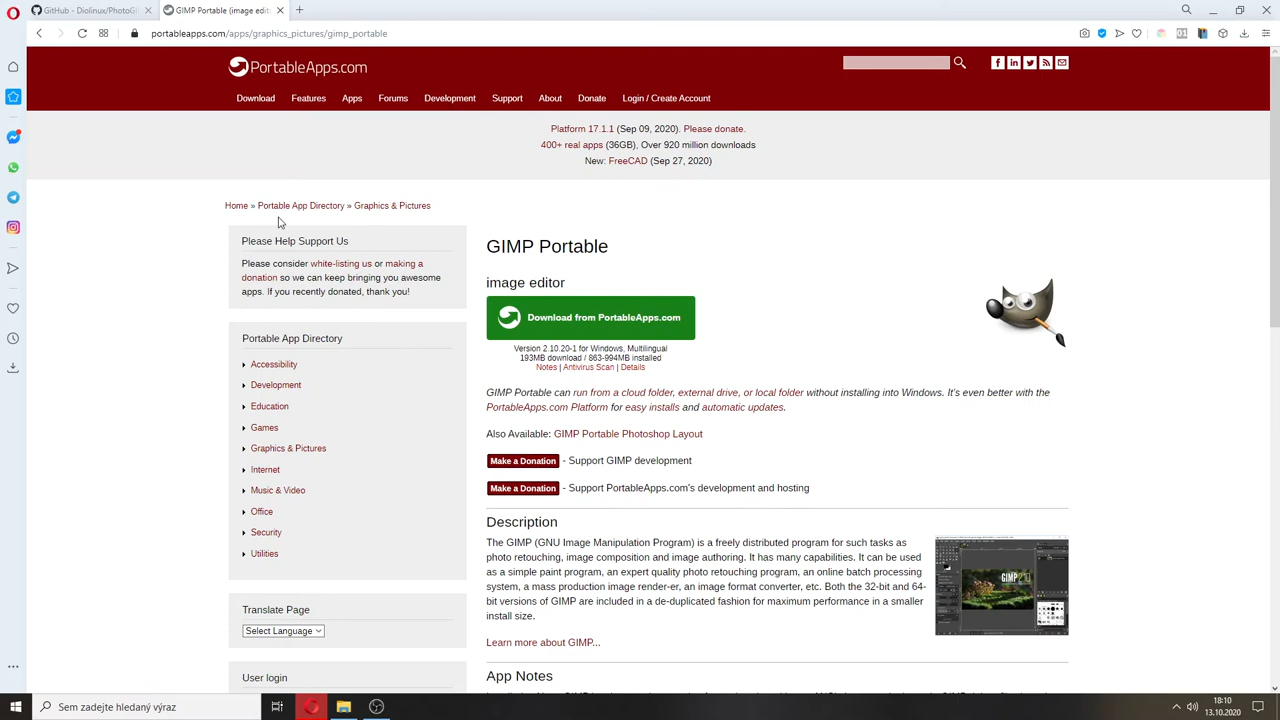 GitHub - Diolinux/PhotoGI
GIMP Portable (image edit
portableapps.com/apps/graphics_pictures/gimp_portable
PortableApps.com
Download Features Apps Forums Development Support About Donate Login / Create Account
Platform 17.1.1 (Sep 09, 2020). Please donate.
400+ real apps (36GB), Over 920 million downloads
New: FreeCAD (Sep 27, 2020)
Home » Portable App Directory » Graphics & Pictures
Please Help Support Us
Please consider white-listing us or making a
donation so we can keep bringing you awesome
apps. If you recently donated, thank you!
Portable App Directory
Accessibility
Development
Education
Games
Graphics & Pictures
Internet
Music & Video
Office
Security
Utilities
Translate Page
Select Language
User login
GIMP Portable
image editor
Download from PortableApps.com
Version 2.10.20-1 for Windows, Multilingual
193MB download / 863-994MB installed
Notes | Antivirus Scan | Details
GIMP Portable can run from a cloud folder, external drive, or local folder without installing into Windows. It's even better with the
PortableApps.com Platform for easy installs and automatic updates.
Also Available: GIMP Portable Photoshop Layout
Make a Donation - Support GIMP development
Make a Donation - Support PortableApps.com's development and hosting
Description
The GIMP (GNU Image Manipulation Program) is a freely distributed program for such tasks as
photo retouching, image composition and image authoring. It has many capabilities. It can be used
as a simple paint program, an expert quality photo retouching program, an online batch processing
system, a mass production image render-er, an image format converter, etc. Both the 32-bit and 64-
bit versions of GIMP are included in a de-duplicated fashion for maximum performance in a smaller
install size.
GIMP
Learn more about GIMP...
App Notes
Sem zadejte hledaný výraz
18:10
13.10.2020